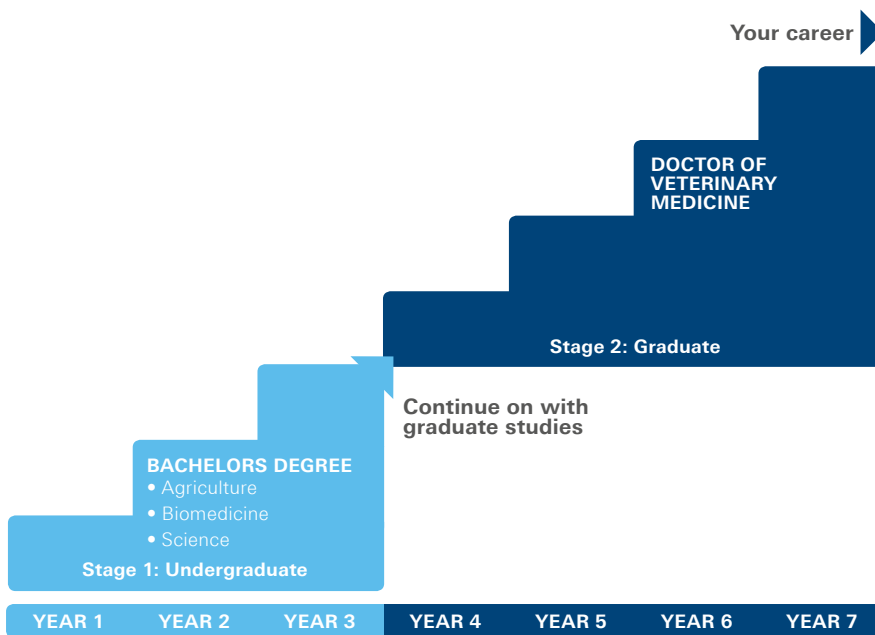 Your career
DOCTOR OF
VETERINARY
MEDICINE
Stage 2: Graduate
Continue on with
graduate studies
BACHELORS DEGREE
• Agriculture
• Biomedicine
• Science
Stage 1: Undergraduate
YEAR 1 YEAR 2 YEAR 3 YEAR 4 YEAR 5 YEAR 6 YEAR 7